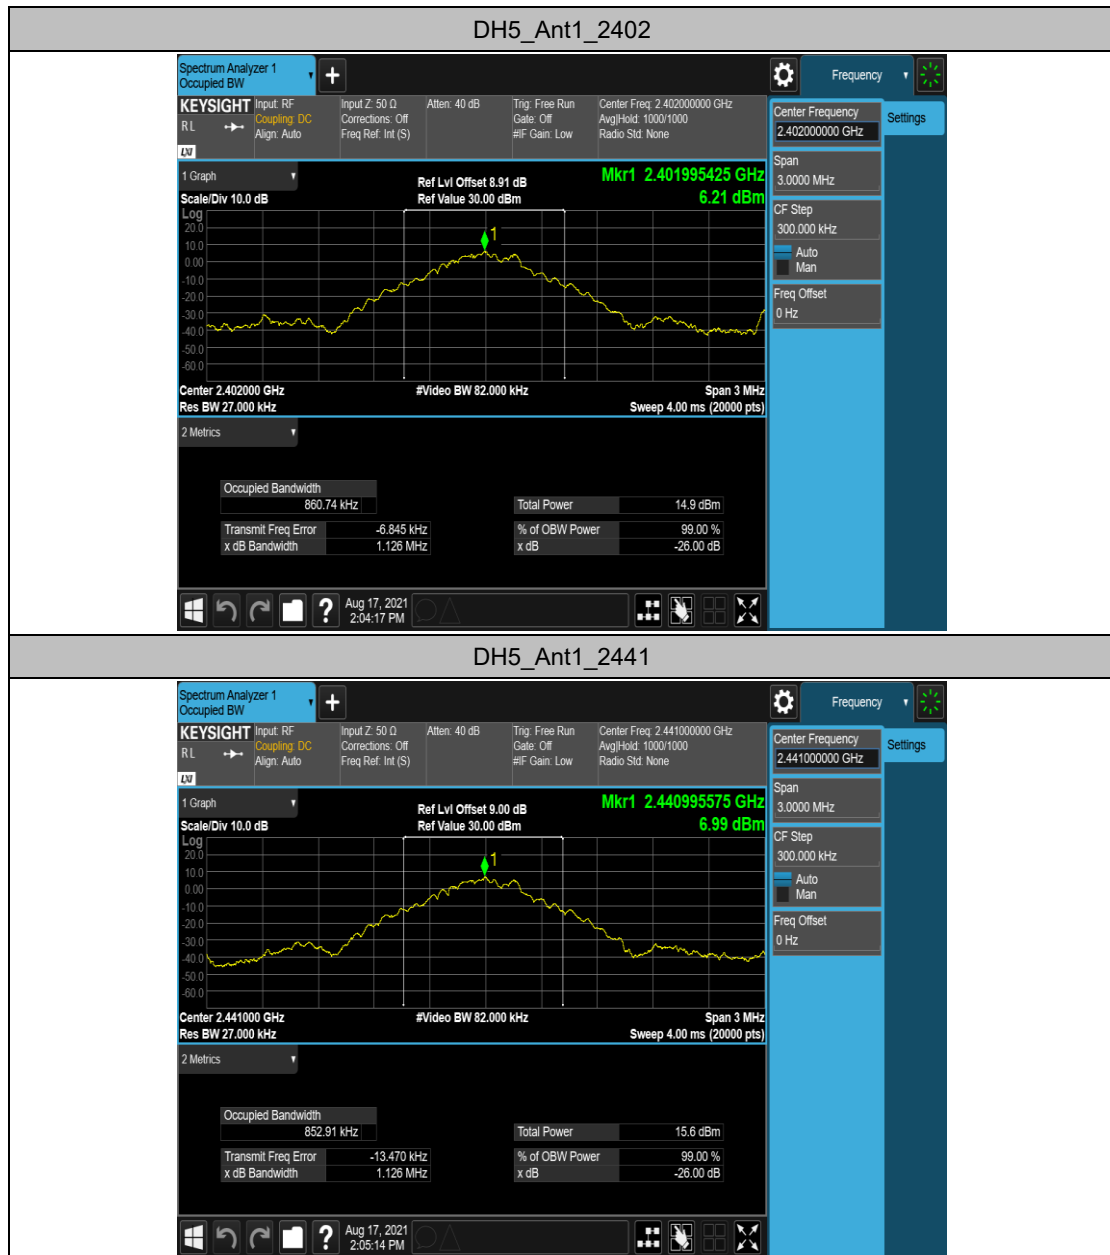 DH5_Ant1_2402
Spectrum Analyzer 1
Occupied BW
+
Frequency
KEYSIGHT Input: RF Input Z: 50 Ω Atten: 40 dB Trig: Free Run Center Freq: 2.402000000 GHz
RL Coupling: DC Corrections: Off Gate: Off Avg|Hold: 1000/1000
Align: Auto Freq Ref: Int (S) #IF Gain: Low Radio Std: None
LXI
Center Frequency
2.402000000 GHz
Settings
Span
3.0000 MHz
CF Step
300.000 kHz
Auto
Man
Freq Offset
0 Hz
1 Graph
Ref Lvl Offset 8.91 dB
Mkr1 2.401995425 GHz
Scale/Div 10.0 dB Ref Value 30.00 dBm 6.21 dBm
Log
20.0
10.0
0.00
-10.0
-20.0
-30.0
-40.0
-50.0
-60.0
1
Center 2.402000 GHz #Video BW 82.000 kHz Span 3 MHz
Res BW 27.000 kHz Sweep 4.00 ms (20000 pts)
2 Metrics
Occupied Bandwidth
860.74 kHz Total Power 14.9 dBm
Transmit Freq Error -6.845 kHz % of OBW Power 99.00 %
x dB Bandwidth 1.126 MHz x dB -26.00 dB
? Aug 17, 2021
2:04:17 PM
DH5_Ant1_2441
Spectrum Analyzer 1
Occupied BW
+
Frequency
KEYSIGHT Input: RF Input Z: 50 Ω Atten: 40 dB Trig: Free Run Center Freq: 2.441000000 GHz
RL Coupling: DC Corrections: Off Gate: Off Avg|Hold: 1000/1000
Align: Auto Freq Ref: Int (S) #IF Gain: Low Radio Std: None
LXI
Center Frequency
2.441000000 GHz
Settings
Span
3.0000 MHz
CF Step
300.000 kHz
Auto
Man
Freq Offset
0 Hz
1 Graph
Ref Lvl Offset 9.00 dB
Mkr1 2.440995575 GHz
Scale/Div 10.0 dB Ref Value 30.00 dBm 6.99 dBm
Log
20.0
10.0
0.00
-10.0
-20.0
-30.0
-40.0
-50.0
-60.0
1
Center 2.441000 GHz #Video BW 82.000 kHz Span 3 MHz
Res BW 27.000 kHz Sweep 4.00 ms (20000 pts)
2 Metrics
Occupied Bandwidth
852.91 kHz Total Power 15.6 dBm
Transmit Freq Error -13.470 kHz % of OBW Power 99.00 %
x dB Bandwidth 1.126 MHz x dB -26.00 dB
? Aug 17, 2021
2:05:14 PM